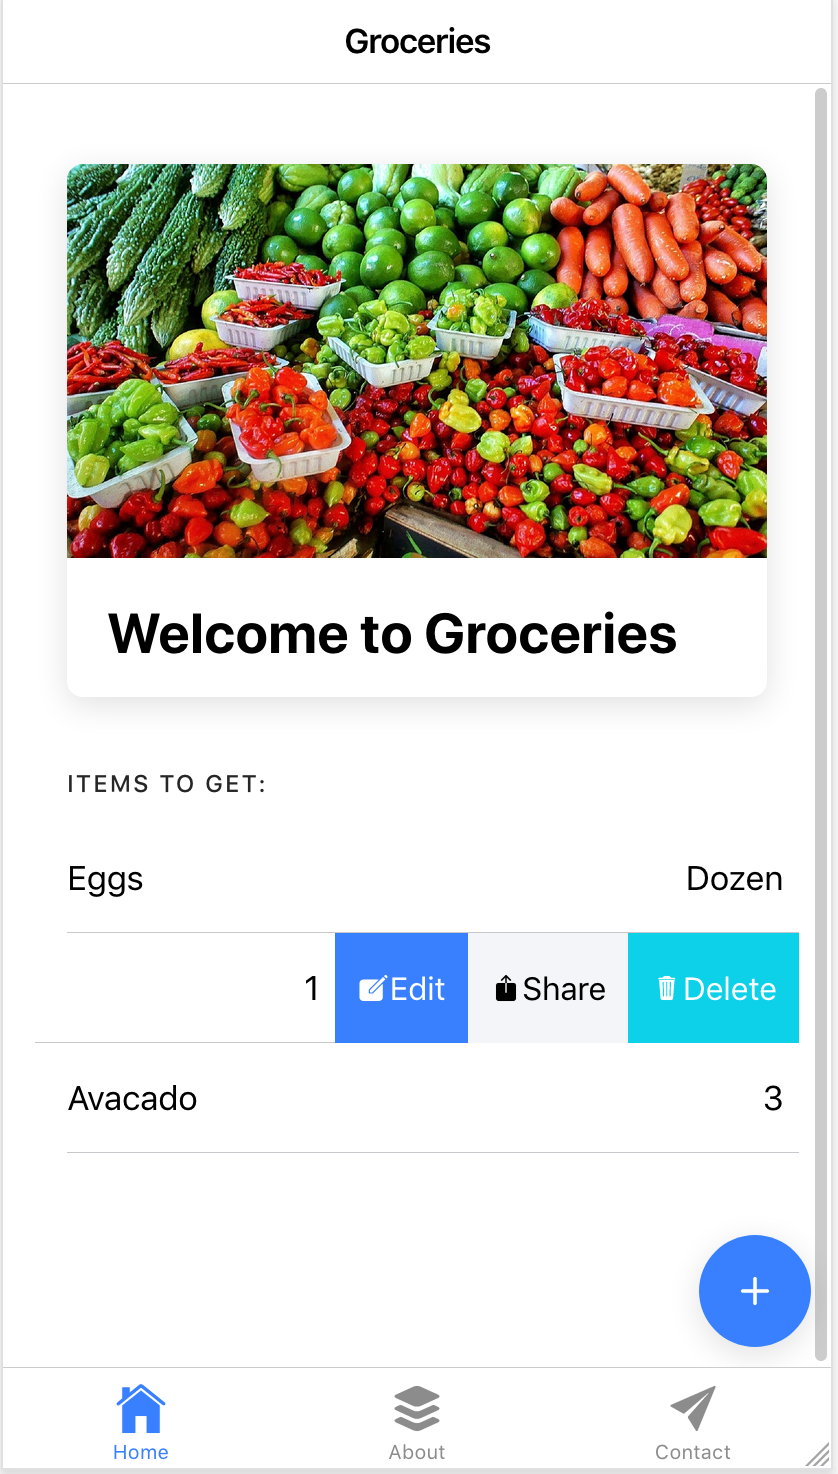 Groceries
Welcome to Groceries
ITEMS TO GET:
Eggs Dozen
1 Edit Share Delete
Avacado 3
Home About Contact